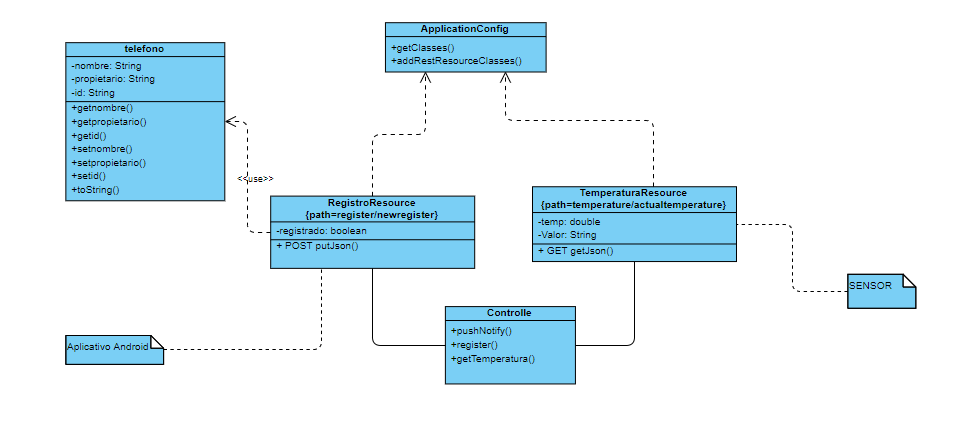 telefono
-nombre: String
-propietario: String
-id: String
+getnombre()
+getpropietario()
+getid()
+setnombre()
+setpropietario()
+setid()
+toString()
ApplicationConfig
+getClasses()
+addRestResourceClasses()
<<use>>
RegistroResource
{path=register/newregister}
-registrado: boolean
+ POST putJson()
TemperaturaResource
{path=temperature/actualtemperature}
-temp: double
-Valor: String
+ GET getJson()
SENSOR
Controlle
+pushNotify()
+register()
+getTemperatura()
Aplicativo Android